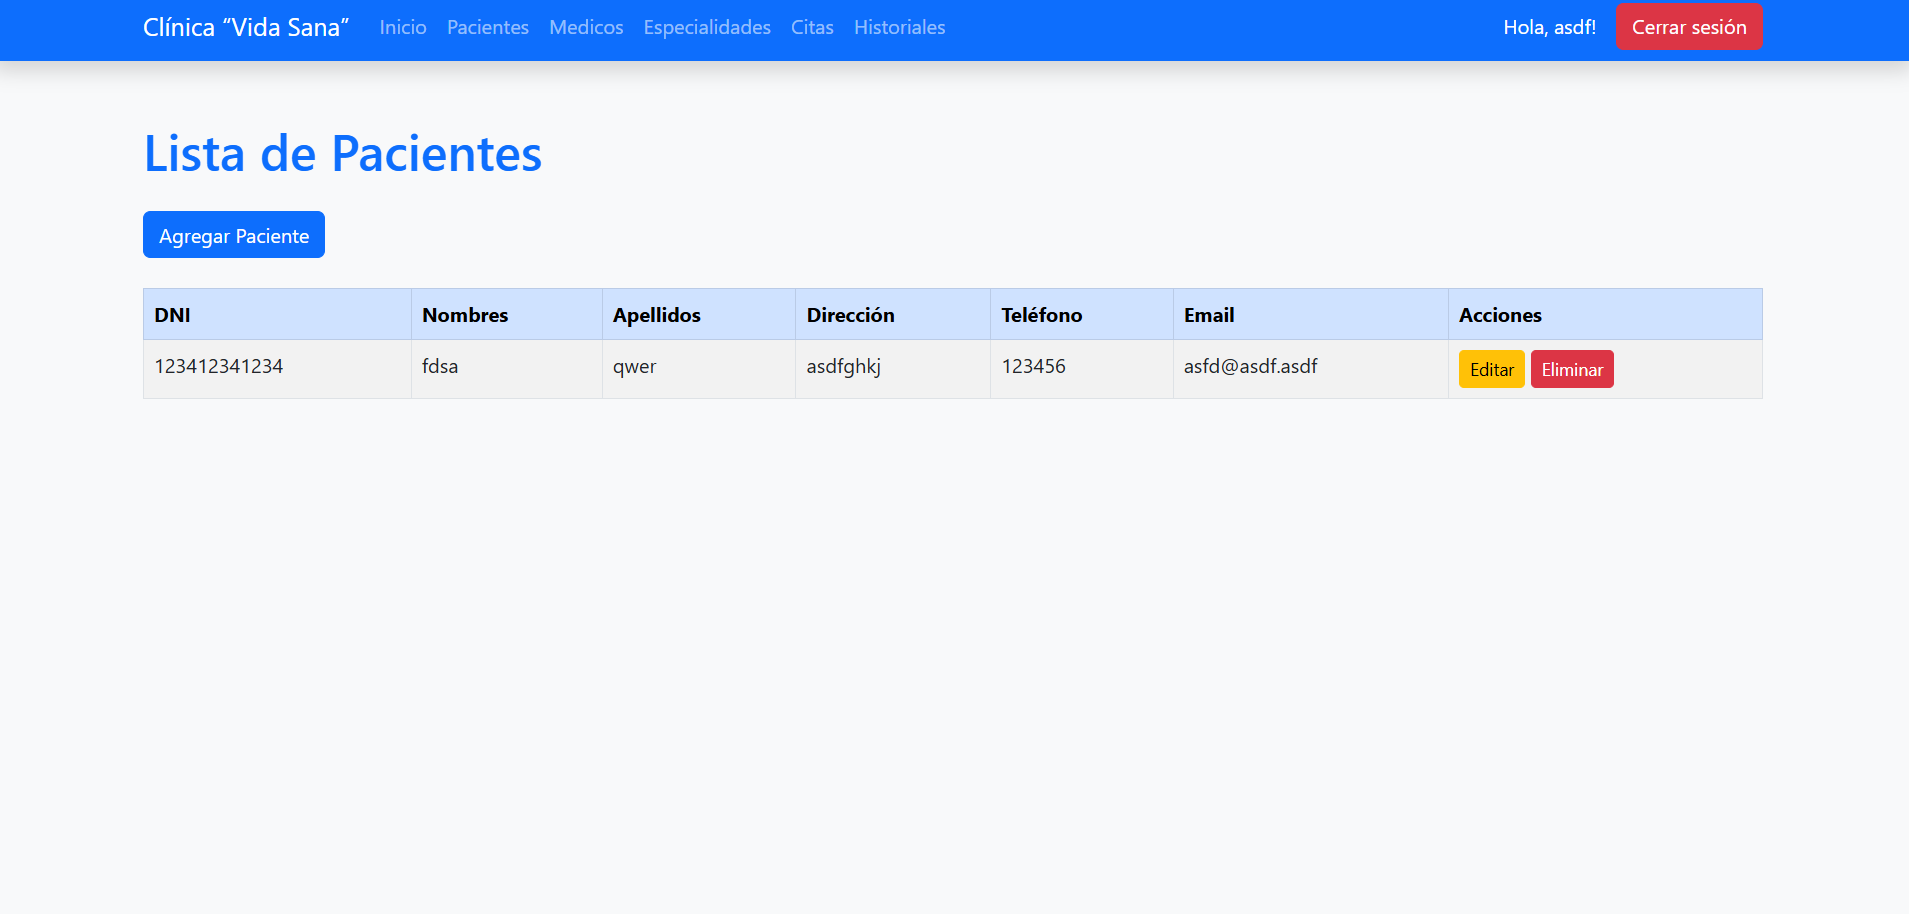 Clínica “Vida Sana” Inicio Pacientes Medicos Especialidades Citas Historiales Hola, asdf! Cerrar sesión
Lista de Pacientes
Agregar Paciente
DNI Nombres Apellidos Dirección Teléfono Email Acciones
123412341234 fdsa qwer asdfghkj 123456 asfd@asdf.asdf Editar Eliminar